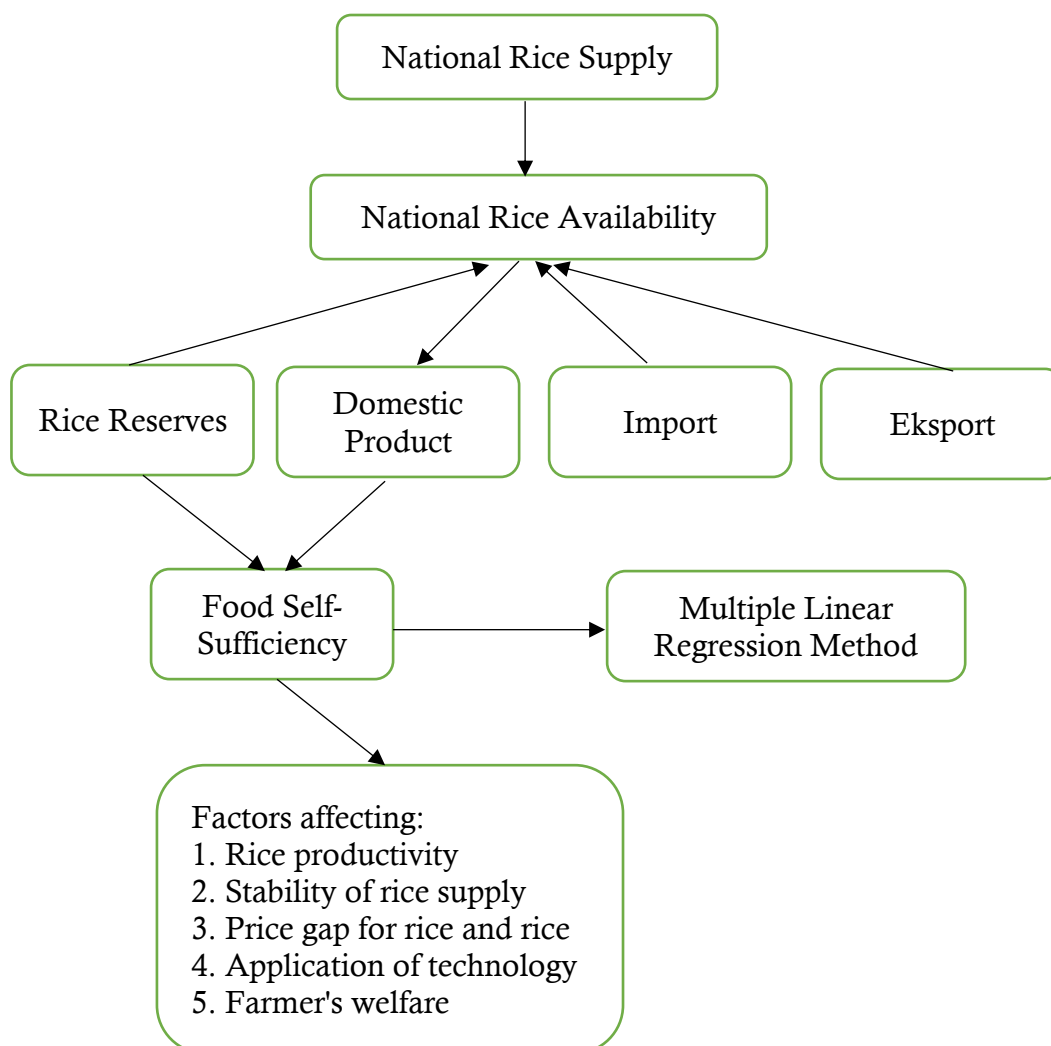 National Rice Supply
National Rice Availability
Rice Reserves
Domestic
Product
Import
Eksport
Food Self-
Sufficiency
Multiple Linear
Regression Method
Factors affecting:
1. Rice productivity
2. Stability of rice supply
3. Price gap for rice and rice
4. Application of technology
5. Farmer's welfare